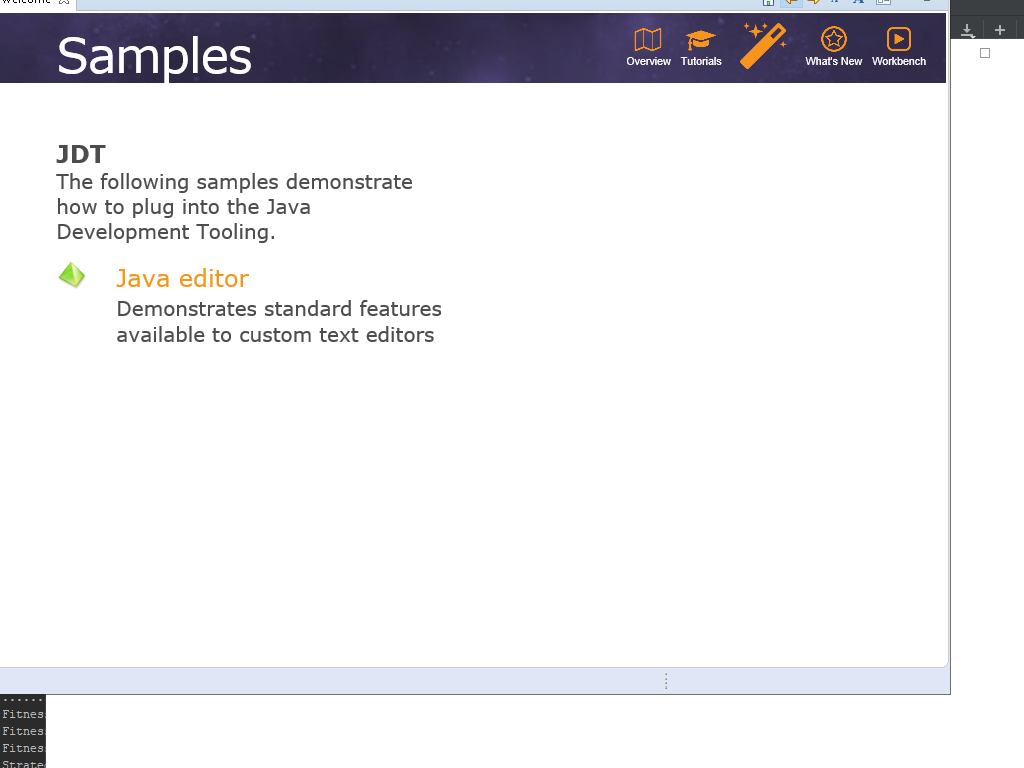 Samples
Overview
Tutorials
What's New
Workbench
JDT
The following samples demonstrate
how to plug into the Java
Development Tooling.
Java editor
Demonstrates standard features
available to custom text editors
Fitnes
Fitnes
Fitnes
Strate